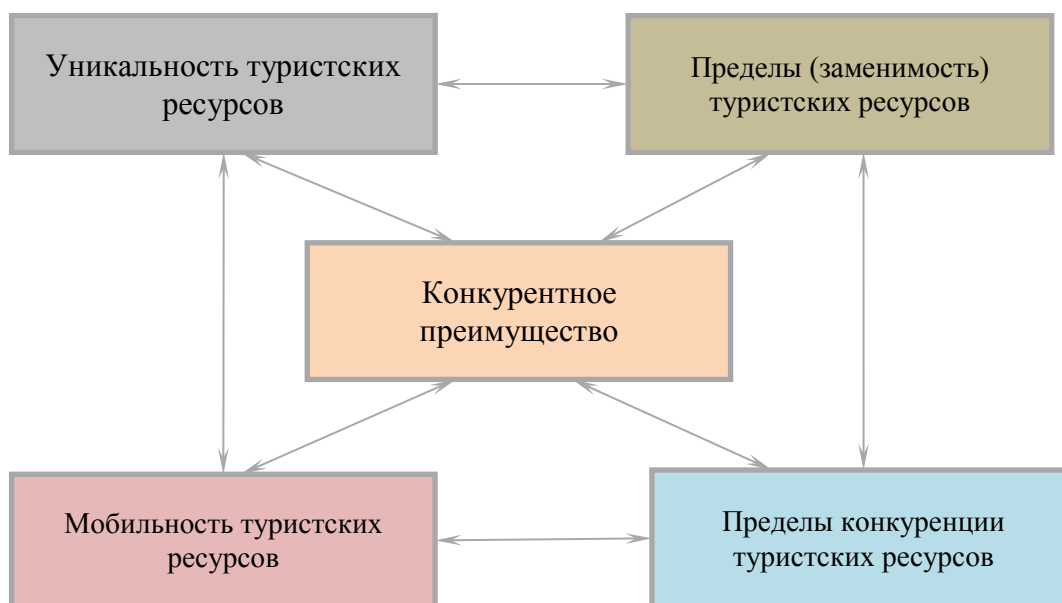 Уникальность туристских
ресурсов
Пределы (заменимость)
туристских ресурсов
Конкурентное
преимущество
Мобильность туристских
ресурсов
Пределы конкуренции
туристских ресурсов